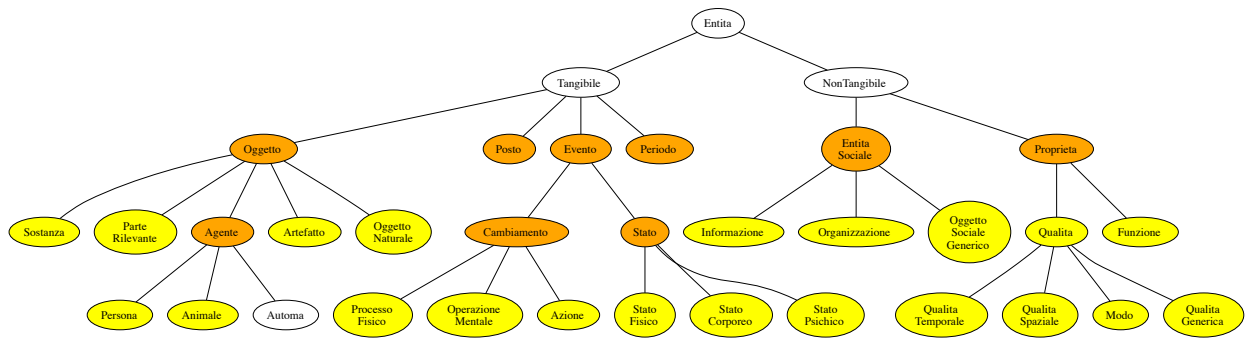 Entita
Tangibile
NonTangibile
Oggetto
Posto
Evento
Periodo
Entita
Sociale
Proprieta
Sostanza
Parte
Rilevante
Agente
Artefatto
Oggetto
Naturale
Cambiamento
Stato
Informazione
Organizzazione
Oggetto
Sociale
Generico
Qualita
Funzione
Persona
Animale
Automa
Processo
Fisico
Operazione
Mentale
Azione
Stato
Fisico
Stato
Corporeo
Stato
Psichico
Qualita
Temporale
Qualita
Spaziale
Modo
Qualita
Generica